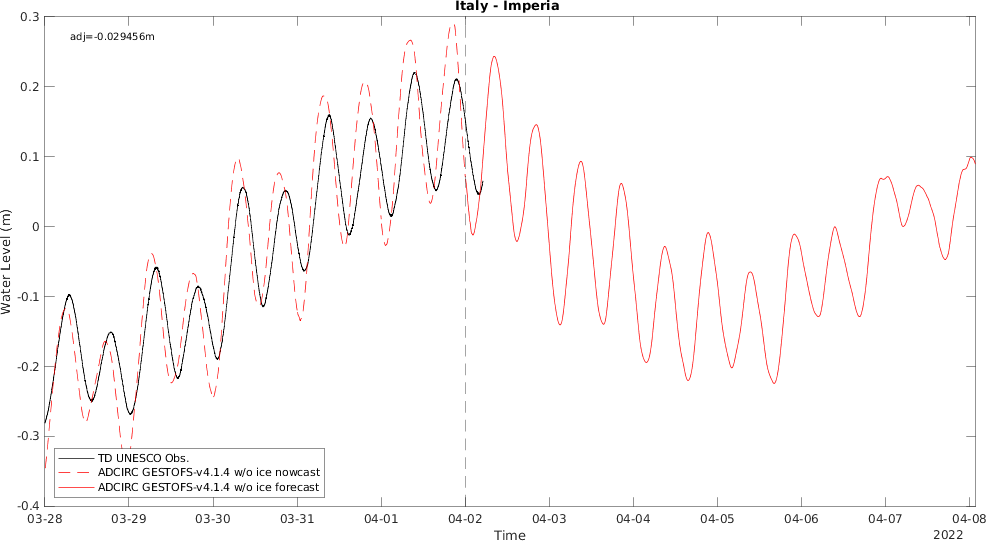 Italy - Imperia
adj=-0.029456m
0.3
0.2
0.1
0
-0.1
-0.2
-0.3
-0.4
Water Level (m)
TD UNESCO Obs.
ADCIRC GESTOFS-v4.1.4 w/o ice nowcast
ADCIRC GESTOFS-v4.1.4 w/o ice forecast
03-28 03-29 03-30 03-31 04-01 04-02 04-03 04-04 04-05 04-06 04-07 04-08
Time
2022